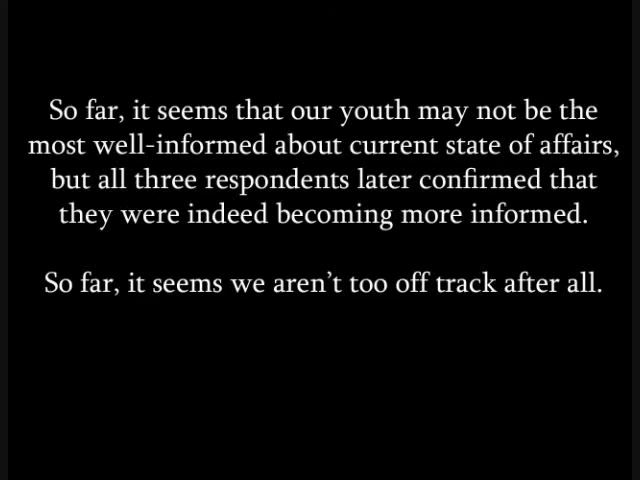 So far, it seems that our youth may not be the
most well-informed about current state of affairs,
but all three respondents later confirmed that
they were indeed becoming more informed.
So far, it seems we aren't too off track after all.